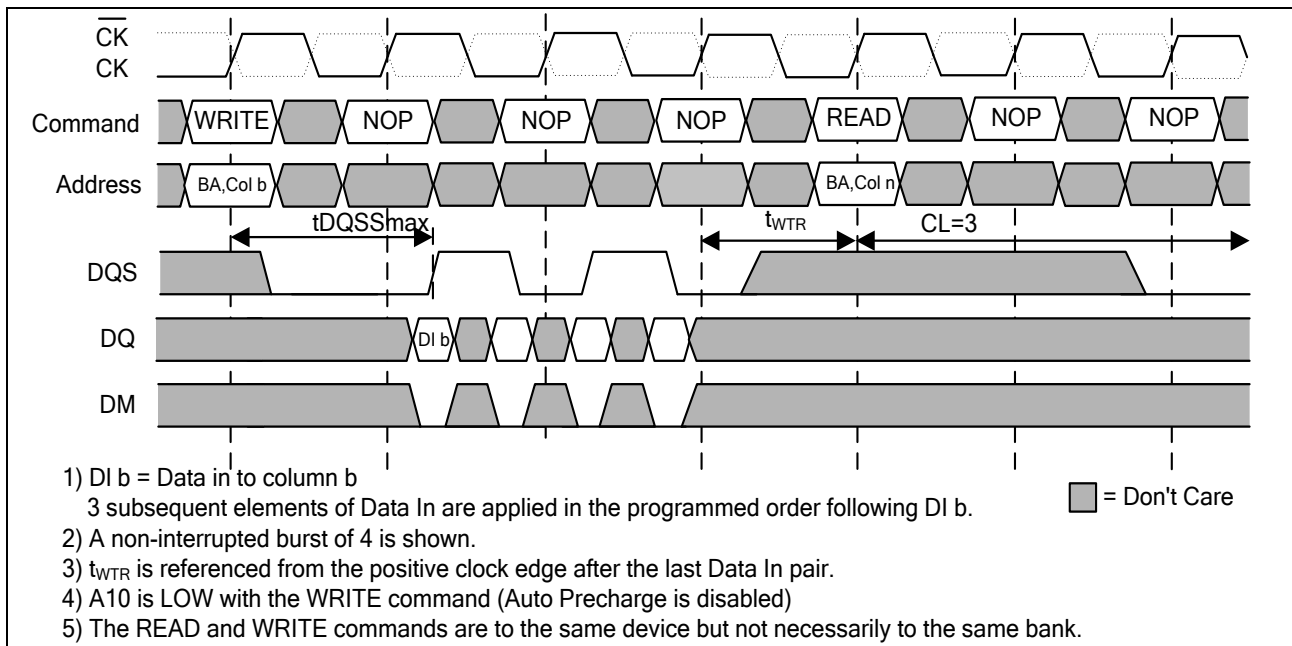 CK
CK
Command WRITE NOP NOP NOP READ NOP NOP
Address BA,Col b BA,Col n
tDQSSmax tWTR CL=3
DQS
DQ DI b
DM
1) DI b = Data in to column b
3 subsequent elements of Data In are applied in the programmed order following DI b.
= Don't Care
2) A non-interrupted burst of 4 is shown.
3) tWTR is referenced from the positive clock edge after the last Data In pair.
4) A10 is LOW with the WRITE command (Auto Precharge is disabled)
5) The READ and WRITE commands are to the same device but not necessarily to the same bank.